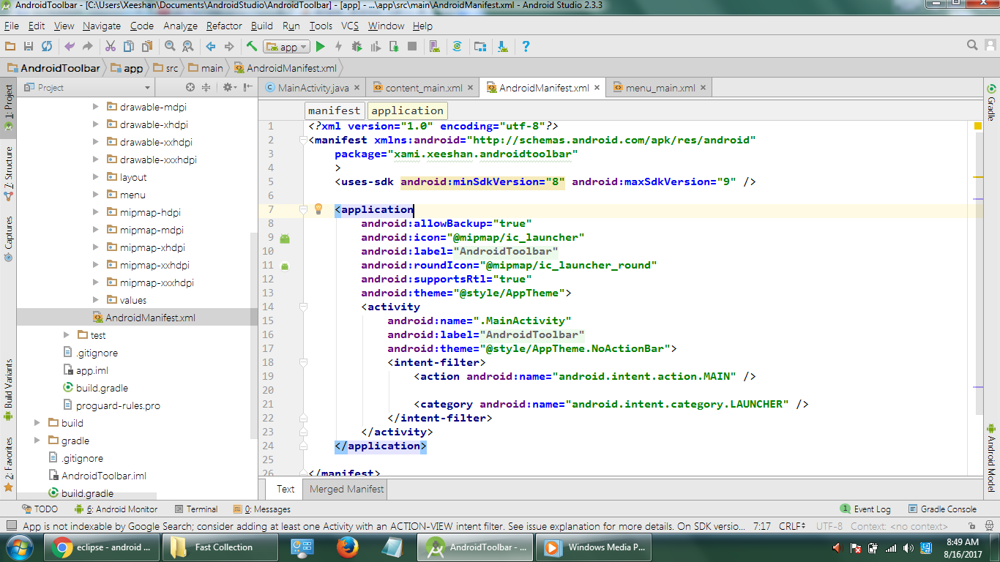 AndroidToolbar - [C:\Users\Xeeshan\Documents\AndroidStudio\AndroidToolbar] - [app] - ...\app\src\main\AndroidManifest.xml - Android Studio 2.3.3
File Edit View Navigate Code Analyze Refactor Build Run Tools VCS Window Help
app
AndroidToolbar app src main AndroidManifest.xml
Project
MainActivity.java content_main.xml AndroidManifest.xml menu_main.xml
1: Project
7: Structure
Captures
Build Variants
2: Favorites
drawable-mdpi
drawable-xhdpi
drawable-xxhdpi
drawable-xxxhdpi
layout
menu
mipmap-hdpi
mipmap-mdpi
mipmap-xhdpi
mipmap-xxhdpi
mipmap-xxxhdpi
values
AndroidManifest.xml
test
.gitignore
app.iml
build.gradle
proguard-rules.pro
build
gradle
.gitignore
AndroidToolbar.iml
build.gradle
manifest application
1 <?xml version="1.0" encoding="utf-8"?>
2 <manifest xmlns:android="http://schemas.android.com/apk/res/android"
3 package="xami.xeeshan.androidtoolbar"
4 >
5 <uses-sdk android:minSdkVersion="8" android:maxSdkVersion="9" />
6
7 <application
8 android:allowBackup="true"
9 android:icon="@mipmap/ic_launcher"
10 android:label="AndroidToolbar"
11 android:roundIcon="@mipmap/ic_launcher_round"
12 android:supportsRtl="true"
13 android:theme="@style/AppTheme">
14 <activity
15 android:name=".MainActivity"
16 android:label="AndroidToolbar"
17 android:theme="@style/AppTheme.NoActionBar">
18 <intent-filter>
19 <action android:name="android.intent.action.MAIN" />
20
21 <category android:name="android.intent.category.LAUNCHER" />
22 </intent-filter>
23 </activity>
24 </application>
25
26 </manifest>
Text Merged Manifest
Gradle
Android Model
TODO 6: Android Monitor Terminal 0: Messages 1 Event Log Gradle Console
App is not indexable by Google Search; consider adding at least one Activity with an ACTION-VIEW intent filter. See issue explanation for more details. On SDK versio... 7:17 CRLF UTF-8 Context: <no context>
eclipse - android ... Fast Collection AndroidToolbar - ... Windows Media P... 8:49 AM
8/16/2017